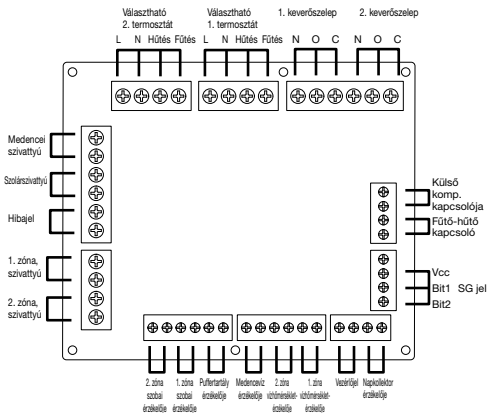 Választható
2. termosztát
L N Hűtés Fűtés
Választható
1. termosztát
L N Hűtés Fűtés
1. keverőszelep
N O C
2. keverőszelep
N O C
Medencei
szivattyú
Szolárszivattyú
Hibajel
1. zóna,
szivattyú
2. zóna,
szivattyú
Külső
komp.
kapcsolója
Fűtő-hűtő
kapcsoló
Vcc
Bit1 SG jel
Bit2
2. zóna
szobai
érzékelője
1. zóna
szobai
érzékelője
Puffertartály
érzékelője
Medencevíz
érzékelője
2. zóna
vízhőmérséklet-
érzékelője
1. zóna
vízhőmérséklet-
érzékelője
Vezérlőjel
Napkollektor
érzékelője